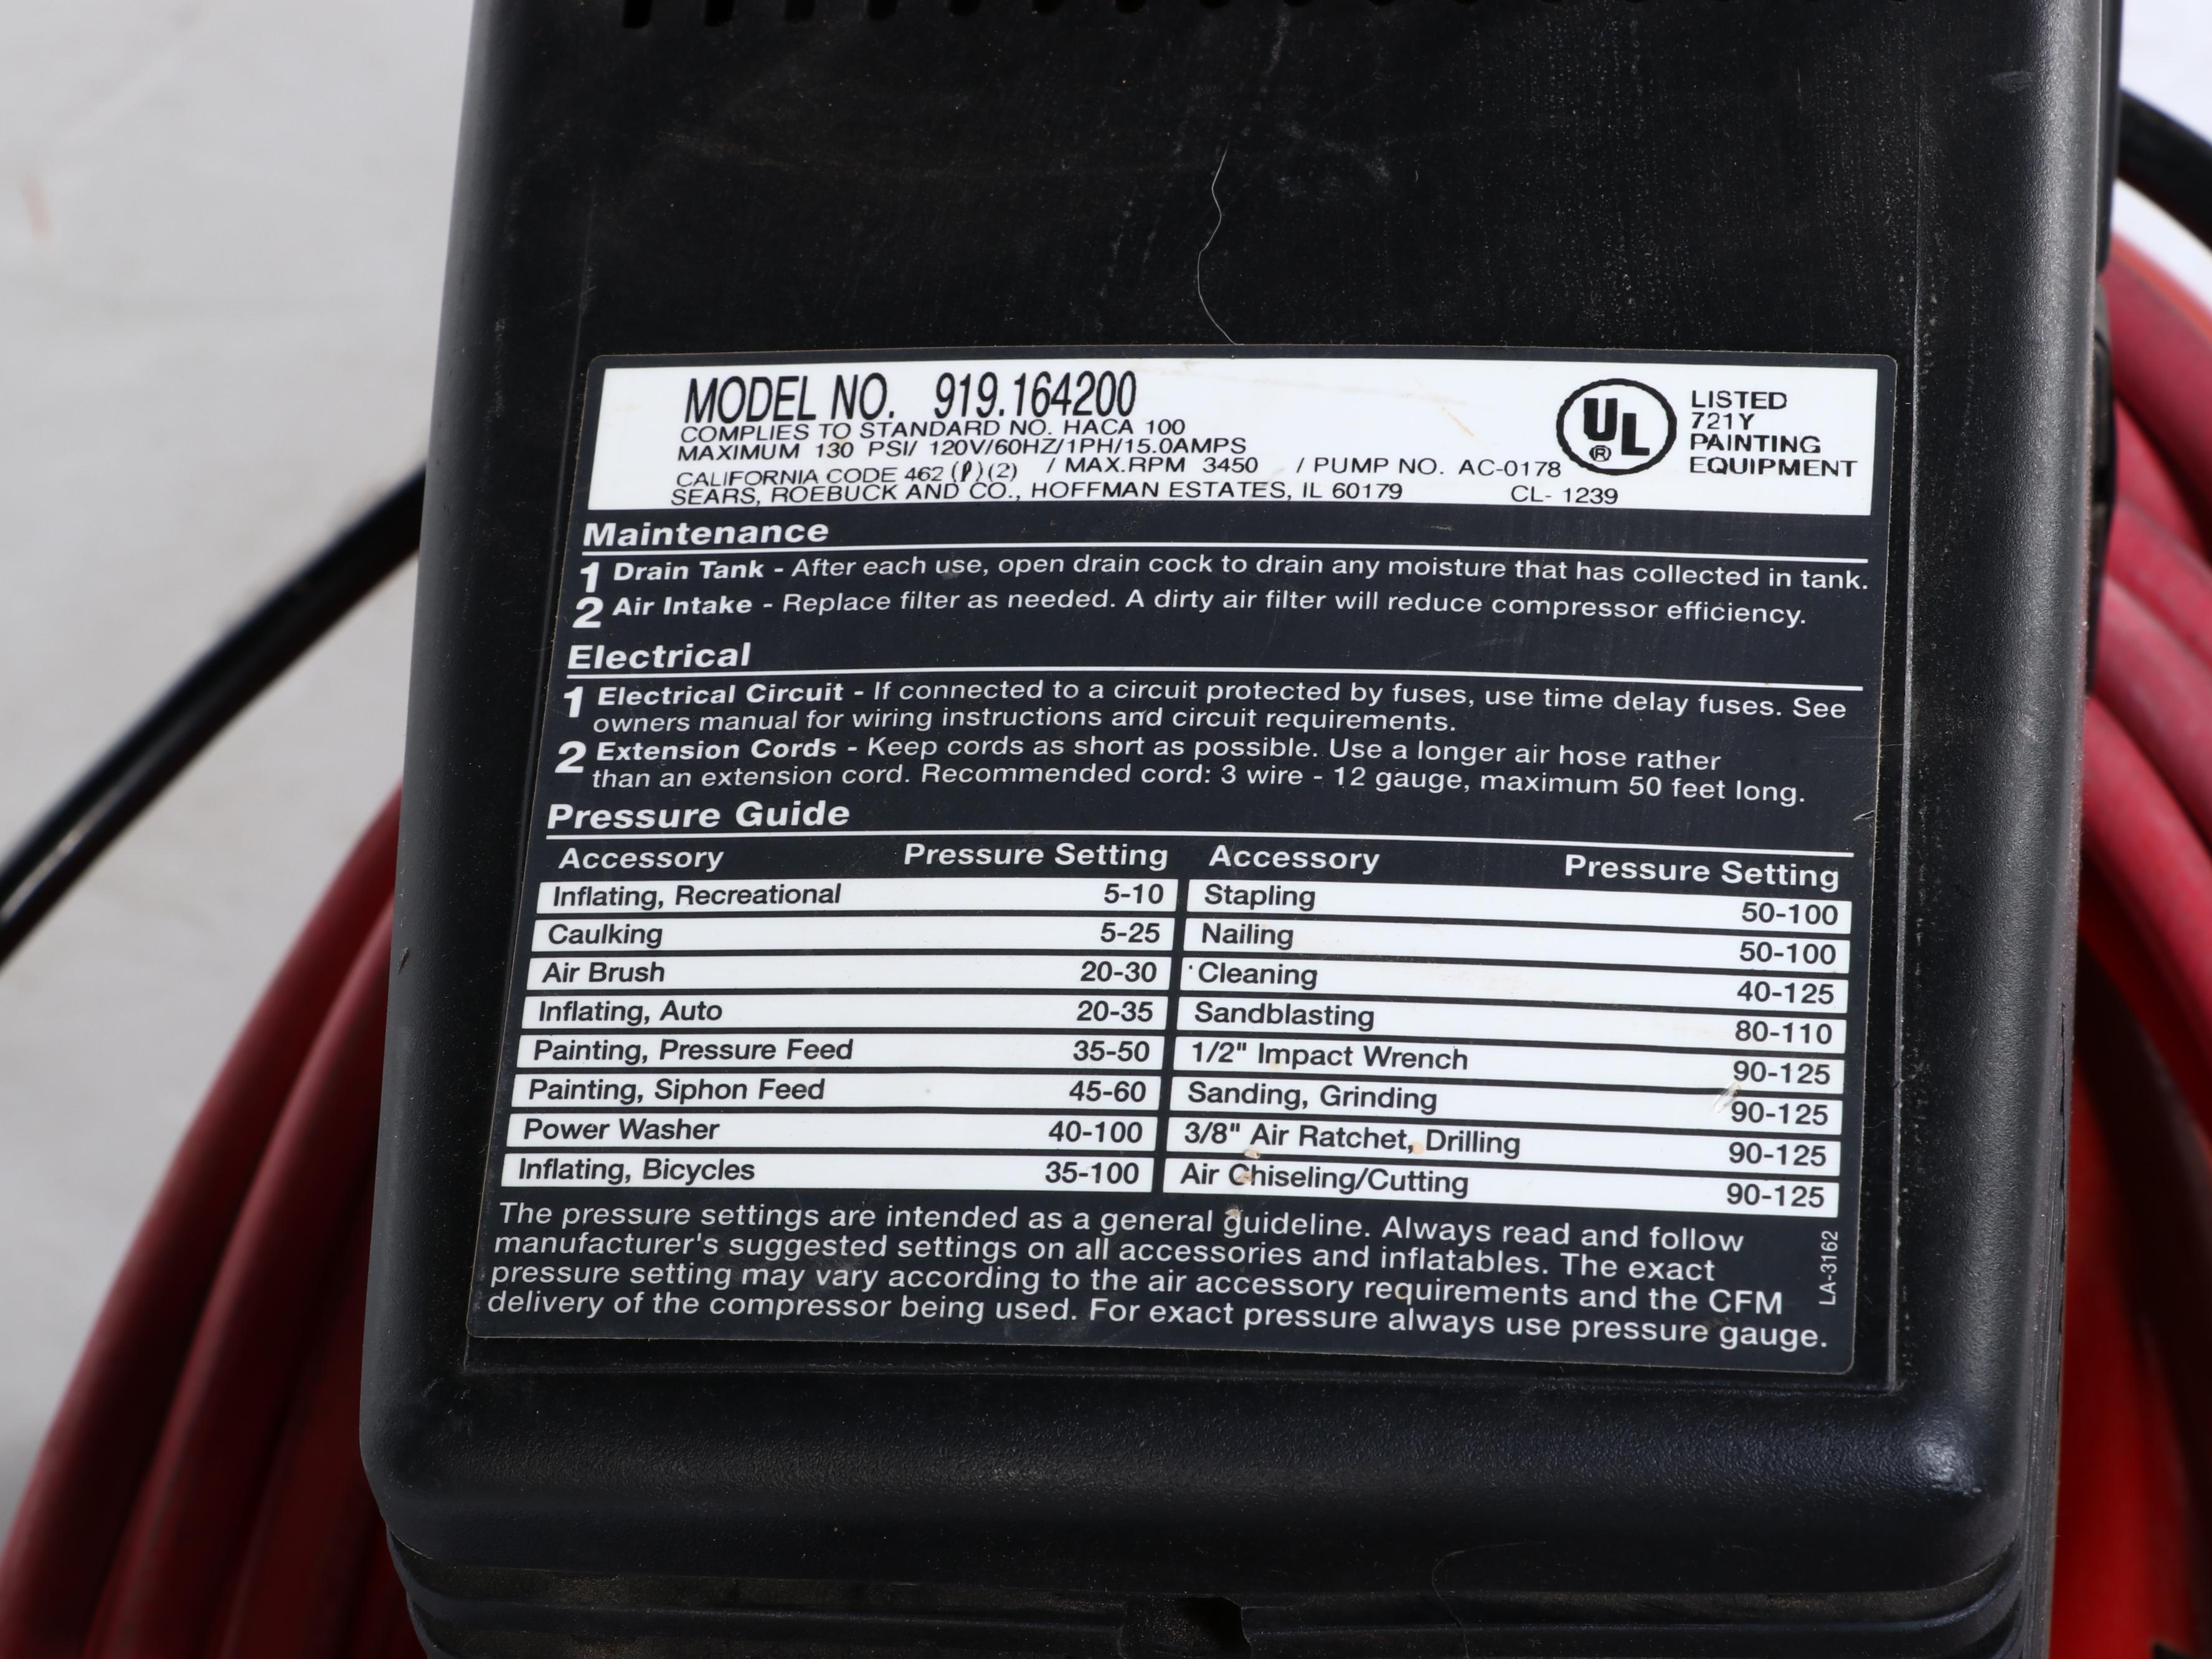 MODEL NO. 919.164200
COMPLIES TO STANDARD NO. HACA 100
MAXIMUM 130 PSI/ 120V/60HZ/1PH/15.0AMPS
CALIFORNIA CODE 462 (l)(2) / MAX.RPM 3450 / PUMP NO. AC-0178
SEARS, ROEBUCK AND CO., HOFFMAN ESTATES, IL 60179 CL- 1239
UL ®
LISTED
721Y
PAINTING
EQUIPMENT
Maintenance
1 Drain Tank - After each use, open drain cock to drain any moisture that has collected in tank.
2 Air Intake - Replace filter as needed. A dirty air filter will reduce compressor efficiency.
Electrical
1 Electrical Circuit - If connected to a circuit protected by fuses, use time delay fuses. See
owners manual for wiring instructions and circuit requirements.
2 Extension Cords - Keep cords as short as possible. Use a longer air hose rather
than an extension cord. Recommended cord: 3 wire - 12 gauge, maximum 50 feet long.
Pressure Guide
Accessory Pressure Setting Accessory Pressure Setting
Inflating, Recreational 5-10 Stapling 50-100
Caulking 5-25 Nailing 50-100
Air Brush 20-30 Cleaning 40-125
Inflating, Auto 20-35 Sandblasting 80-110
Painting, Pressure Feed 35-50 1/2" Impact Wrench 90-125
Painting, Siphon Feed 45-60 Sanding, Grinding 90-125
Power Washer 40-100 3/8" Air Ratchet, Drilling 90-125
Inflating, Bicycles 35-100 Air Chiseling/Cutting 90-125
The pressure settings are intended as a general guideline. Always read and follow
manufacturer's suggested settings on all accessories and inflatables. The exact
pressure setting may vary according to the air accessory requirements and the CFM
delivery of the compressor being used. For exact pressure always use pressure gauge.
LA-3162